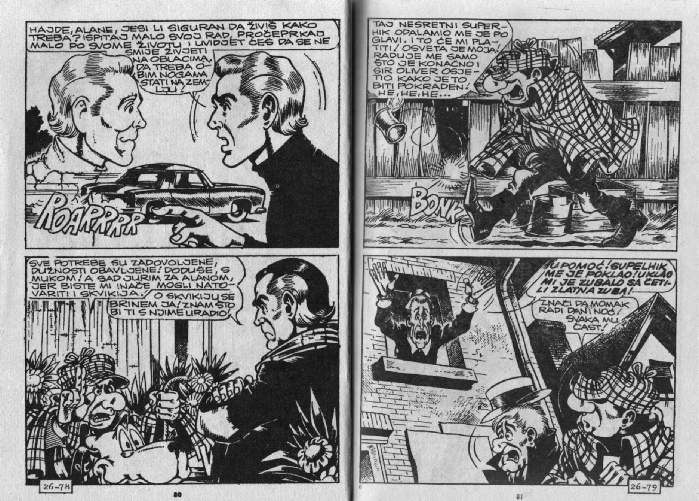 HAJDE, ALANE, JESI LI SIGURAN DA ŽIVIŠ KAKO
TREBA? ISPITAJ MALO SVOJ RAD, PROČEPRKAJ
MALO PO SVOME ŽIVOTU I UVIDJET ĆEŠ DA SE NE
SMIJE ŽIVJETI
NA OBLACIMA,
DA TREBA O-
BIM NOGAMA
STATI NA ZEM-
LJU!
ROARRRR
SVE POTREBE SU ZADOVOLJENE,
DUŽNOSTI OBAVLJENE! DODUŠE, S
MUKOM! A SAD JURIM ZA ALANOM,
JER BISTE MI INAČE MOGLI NATO-
VARITI I SKVIKIJA!
O SKVIKIJU SE
BRINEM JA! ZNAM ŠTO
BI TI S NJIME URADIO!
26-78
80
TAJ NESRETNI SUPER-
HIK ODALAMIO ME JE PO
GLAVI. I TO ĆE MI PLA-
TITI! OSVETA JE MOJA.
RADUJE ME SAMO
ŠTO JE KONAČNO I
SIR OLIVER OSJE-
TIO KAKO JE TO
BITI POKRADEN!
HE, HE, HE...
BONK
U POMOĆ! SUPELHIK
ME JE POKLAO! UKLAO
MI JE ZUBALO SA ČETI-
LI ZLATNA ZUBA!
ZNAČI DA MOMAK
RADI DAN I NOĆ!
SVAKA MU
ČAST.
26-79
81